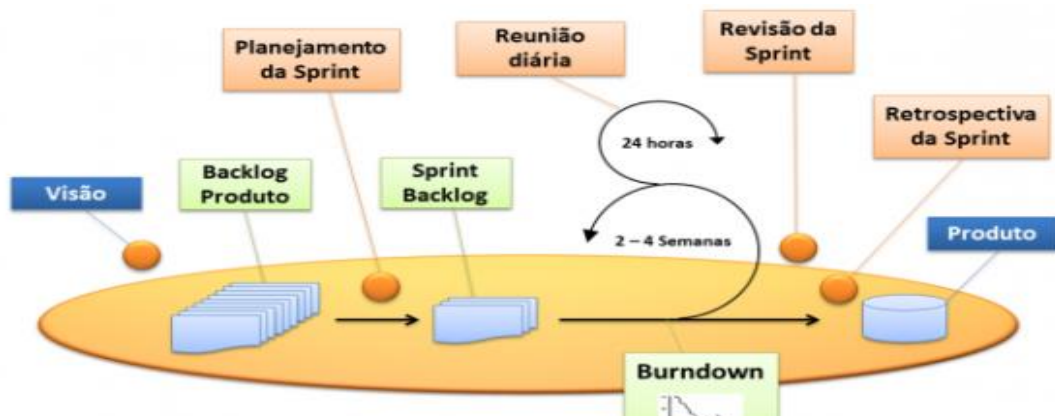 Planejamento
da Sprint
Reunião
diária
Revisão da
Sprint
Retrospectiva
da Sprint
24 horas
Visão
Backlog
Produto
Sprint
Backlog
2 – 4 Semanas
Produto
Burndown